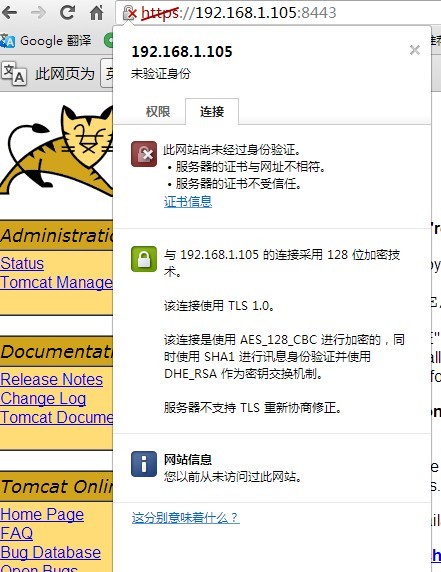 https://192.168.1.105:8443
Google 翻译
此网页为
192.168.1.105
未验证身份
权限 连接
此网站尚未经过身份验证。
• 服务器的证书与网址不相符。
• 服务器的证书不受信任。
证书信息
与 192.168.1.105 的连接采用 128 位加密技
术。
该连接使用 TLS 1.0。
该连接是使用 AES_128_CBC 进行加密的，同
时使用 SHA1 进行讯息身份验证并使用
DHE_RSA 作为密钥交换机制。
服务器不支持 TLS 重新协商修正。
网站信息
您以前从未访问过此网站。
这分别意味着什么？
Administratio
Status
Tomcat Manage
Documentat
Release Notes
Change Log
Tomcat Docume
Tomcat Onlin
Home Page
FAQ
Bug Database
Open Bugs